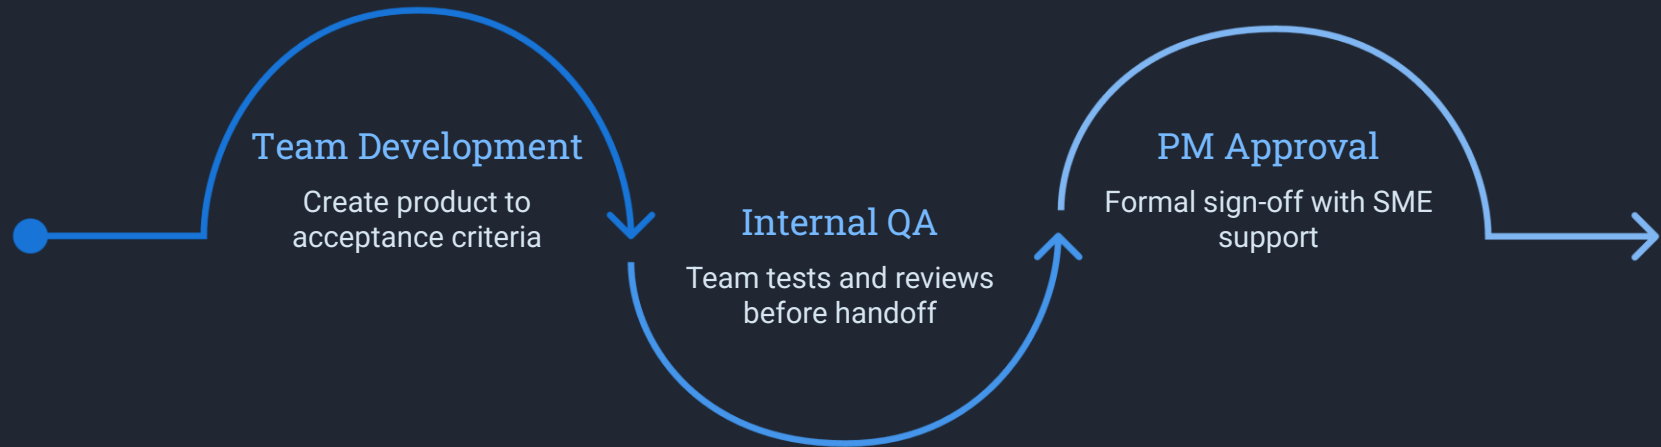 Team Development
Create product to
acceptance criteria
Internal QA
Team tests and reviews
before handoff
PM Approval
Formal sign-off with SME
support